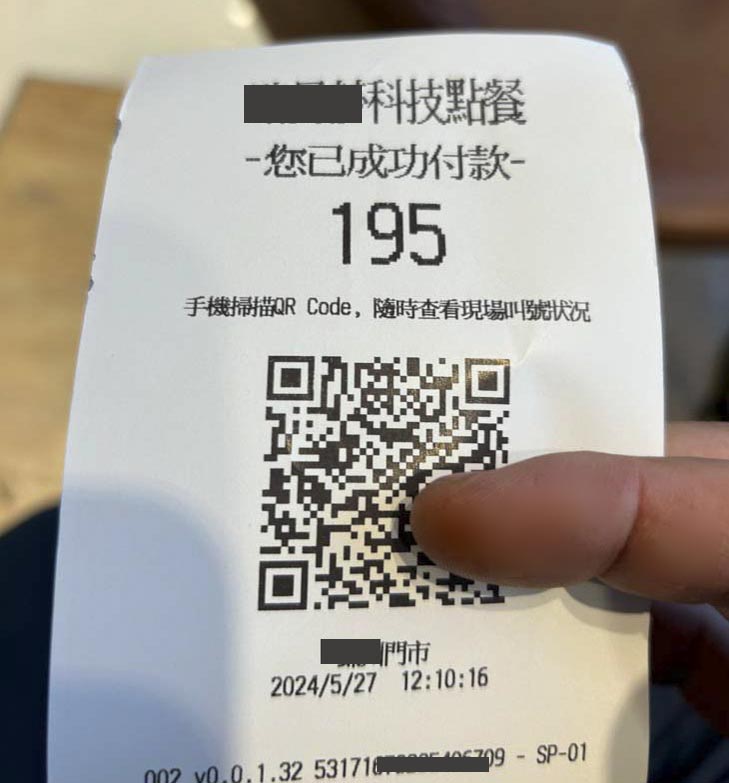 科技點餐
-您已成功付款-
195
手機掃描QR Code, 隨時查看現場叫號狀況
門市
2024/5/27 12:10:16
002 v0.0.1.32 53171 09 - SP-01